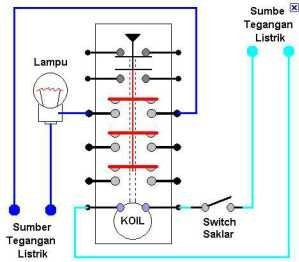 Sumbe
Tegangan
Listrik
Lampu
KOIL
Switch
Saklar
Sumber
Tegangan
Listrik